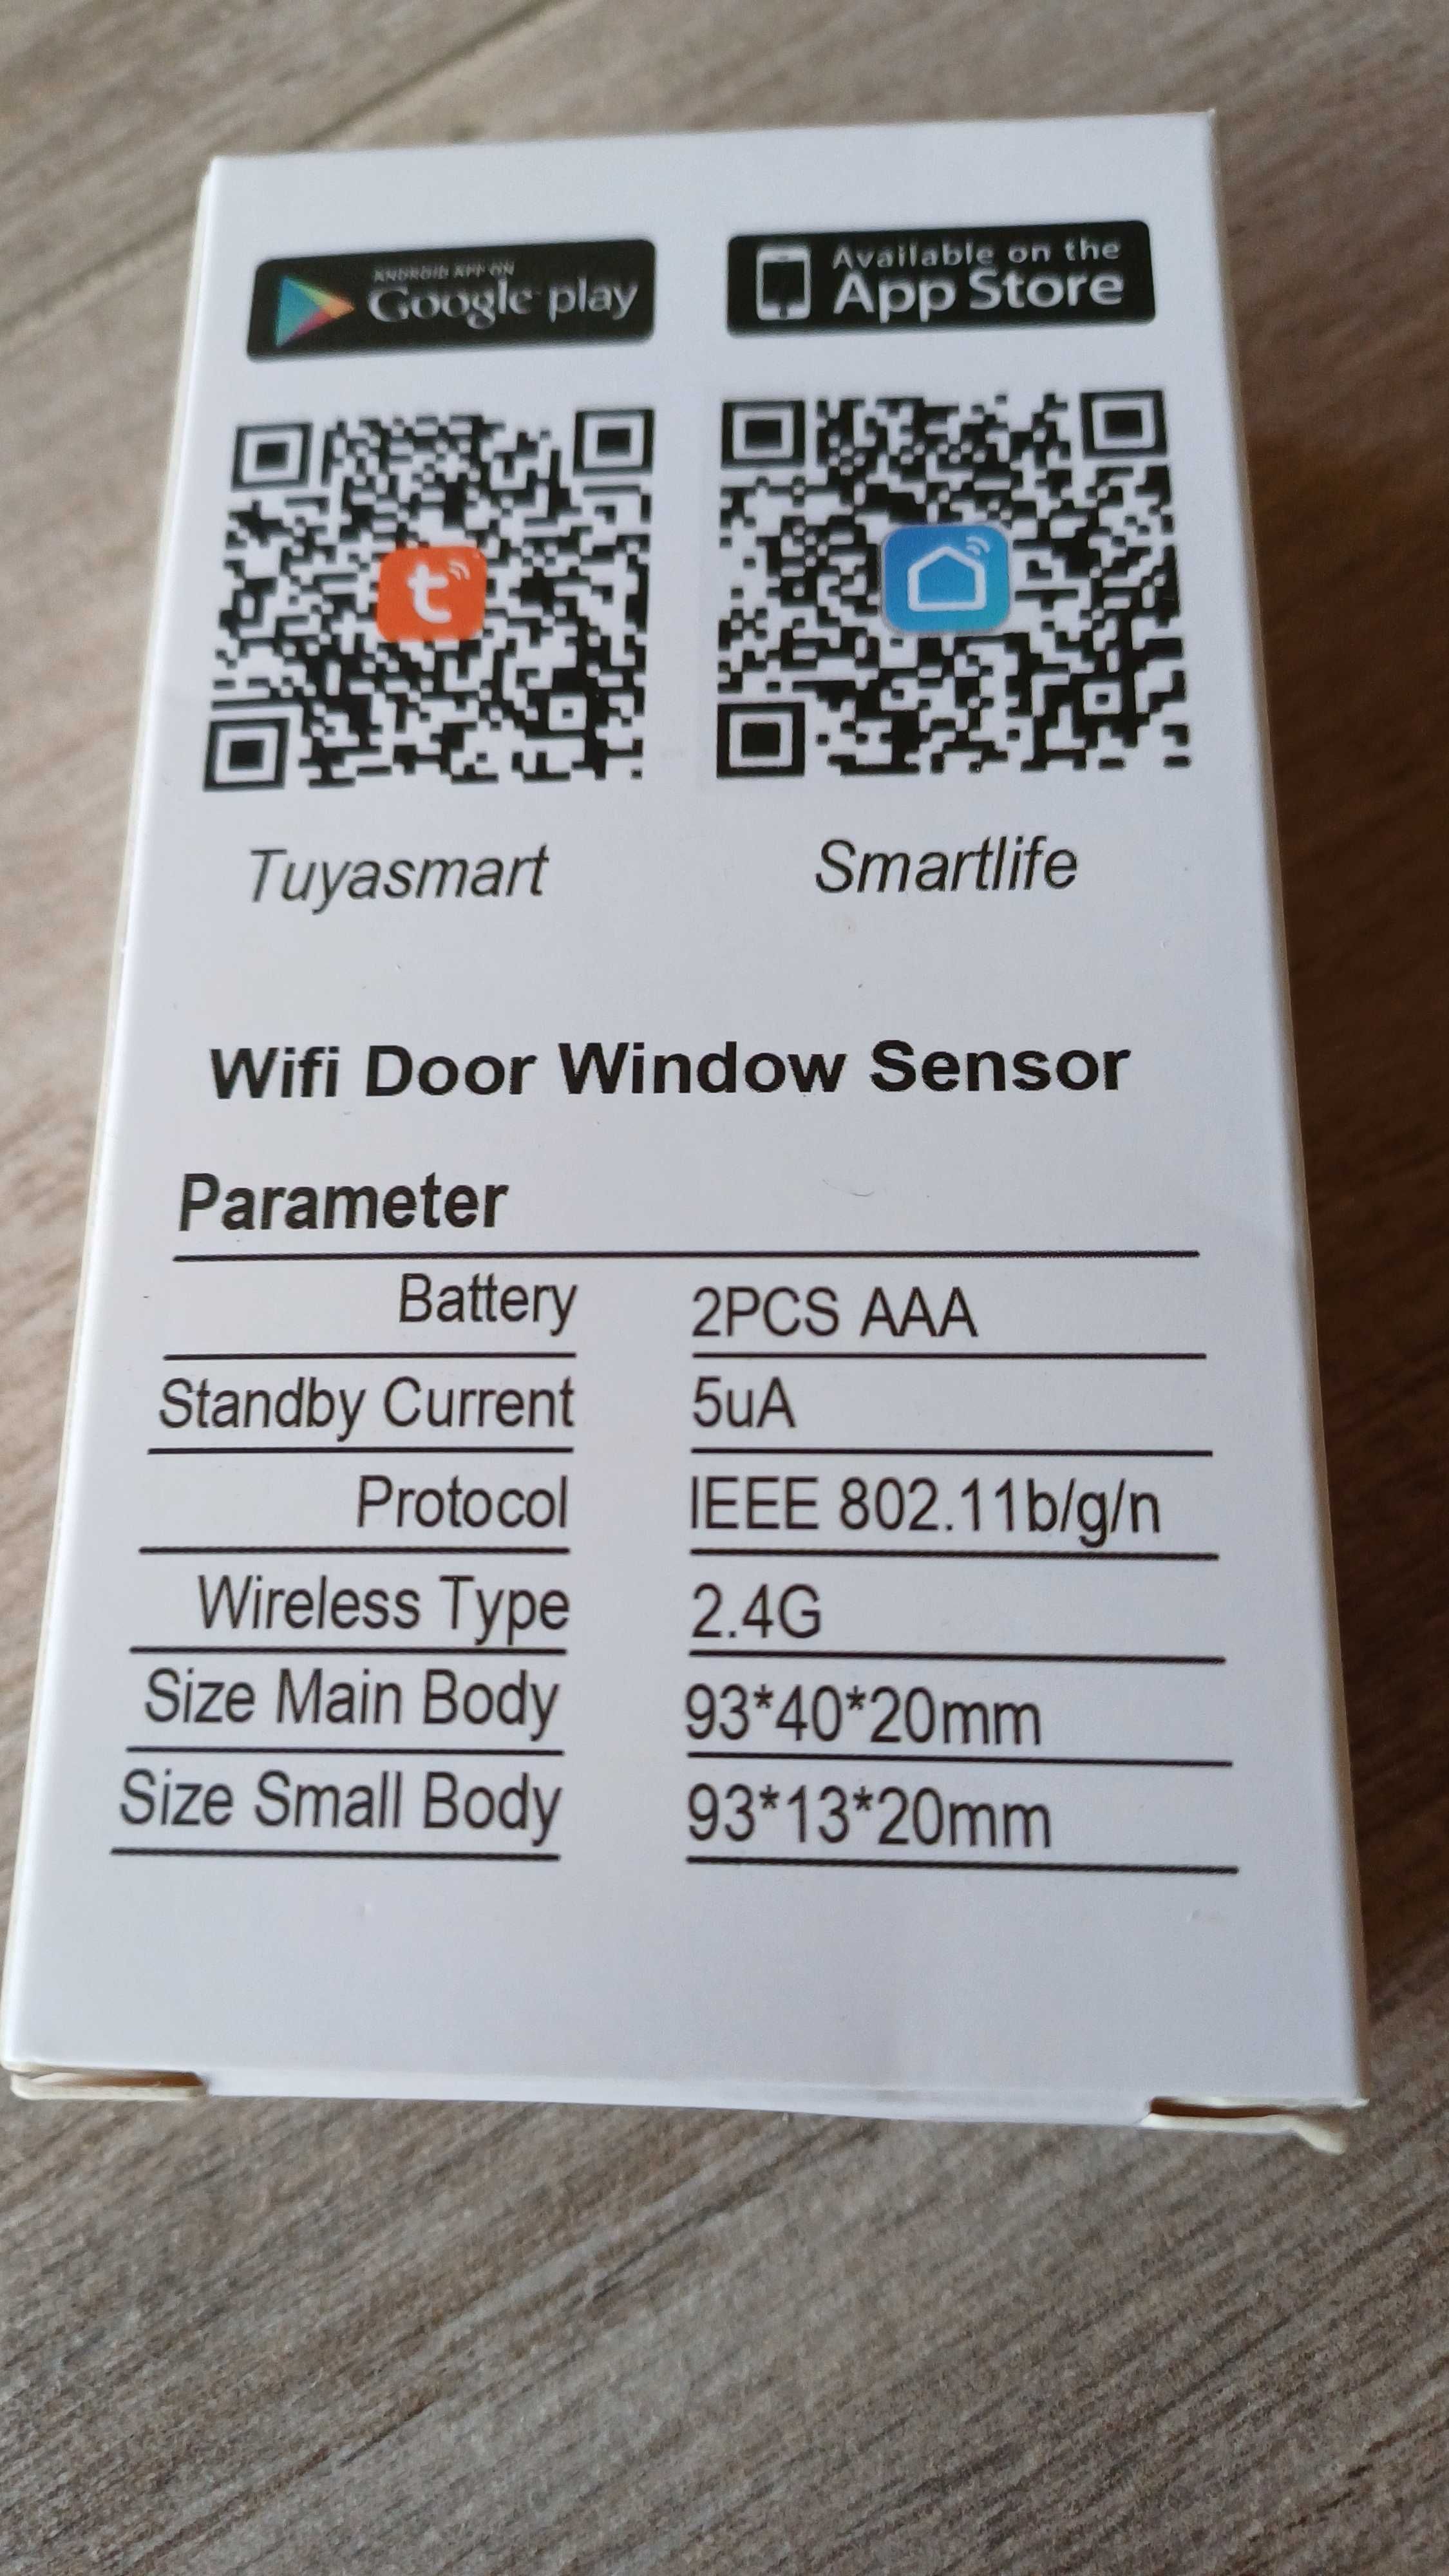 ANDROID APP ON
Google play
Available on the
App Store
t
Tuyasmart
Smartlife
Wifi Door Window Sensor
Parameter
Battery 2PCS AAA
Standby Current 5uA
Protocol IEEE 802.11b/g/n
Wireless Type 2.4G
Size Main Body 93*40*20mm
Size Small Body 93*13*20mm